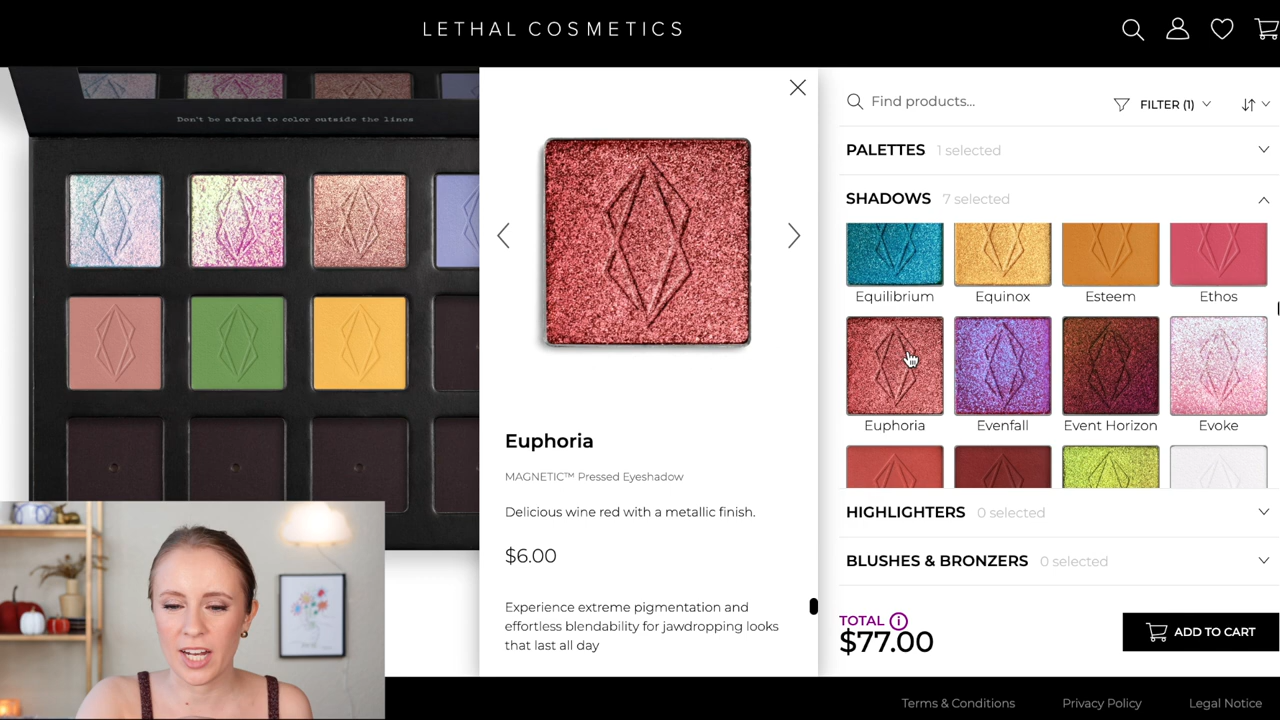 LETHAL COSMETICS
Don't be afraid to color outside the lines
Euphoria
MAGNETIC™ Pressed Eyeshadow
Delicious wine red with a metallic finish.
$6.00
Experience extreme pigmentation and
effortless blendability for jawdropping looks
that last all day
Find products...
FILTER (1)
PALETTES 1 selected
SHADOWS 7 selected
Equilibrium Equinox Esteem Ethos
Euphoria Evenfall Event Horizon Evoke
HIGHLIGHTERS 0 selected
BLUSHES & BRONZERS 0 selected
TOTAL i
$77.00
ADD TO CART
Terms & Conditions Privacy Policy Legal Notice